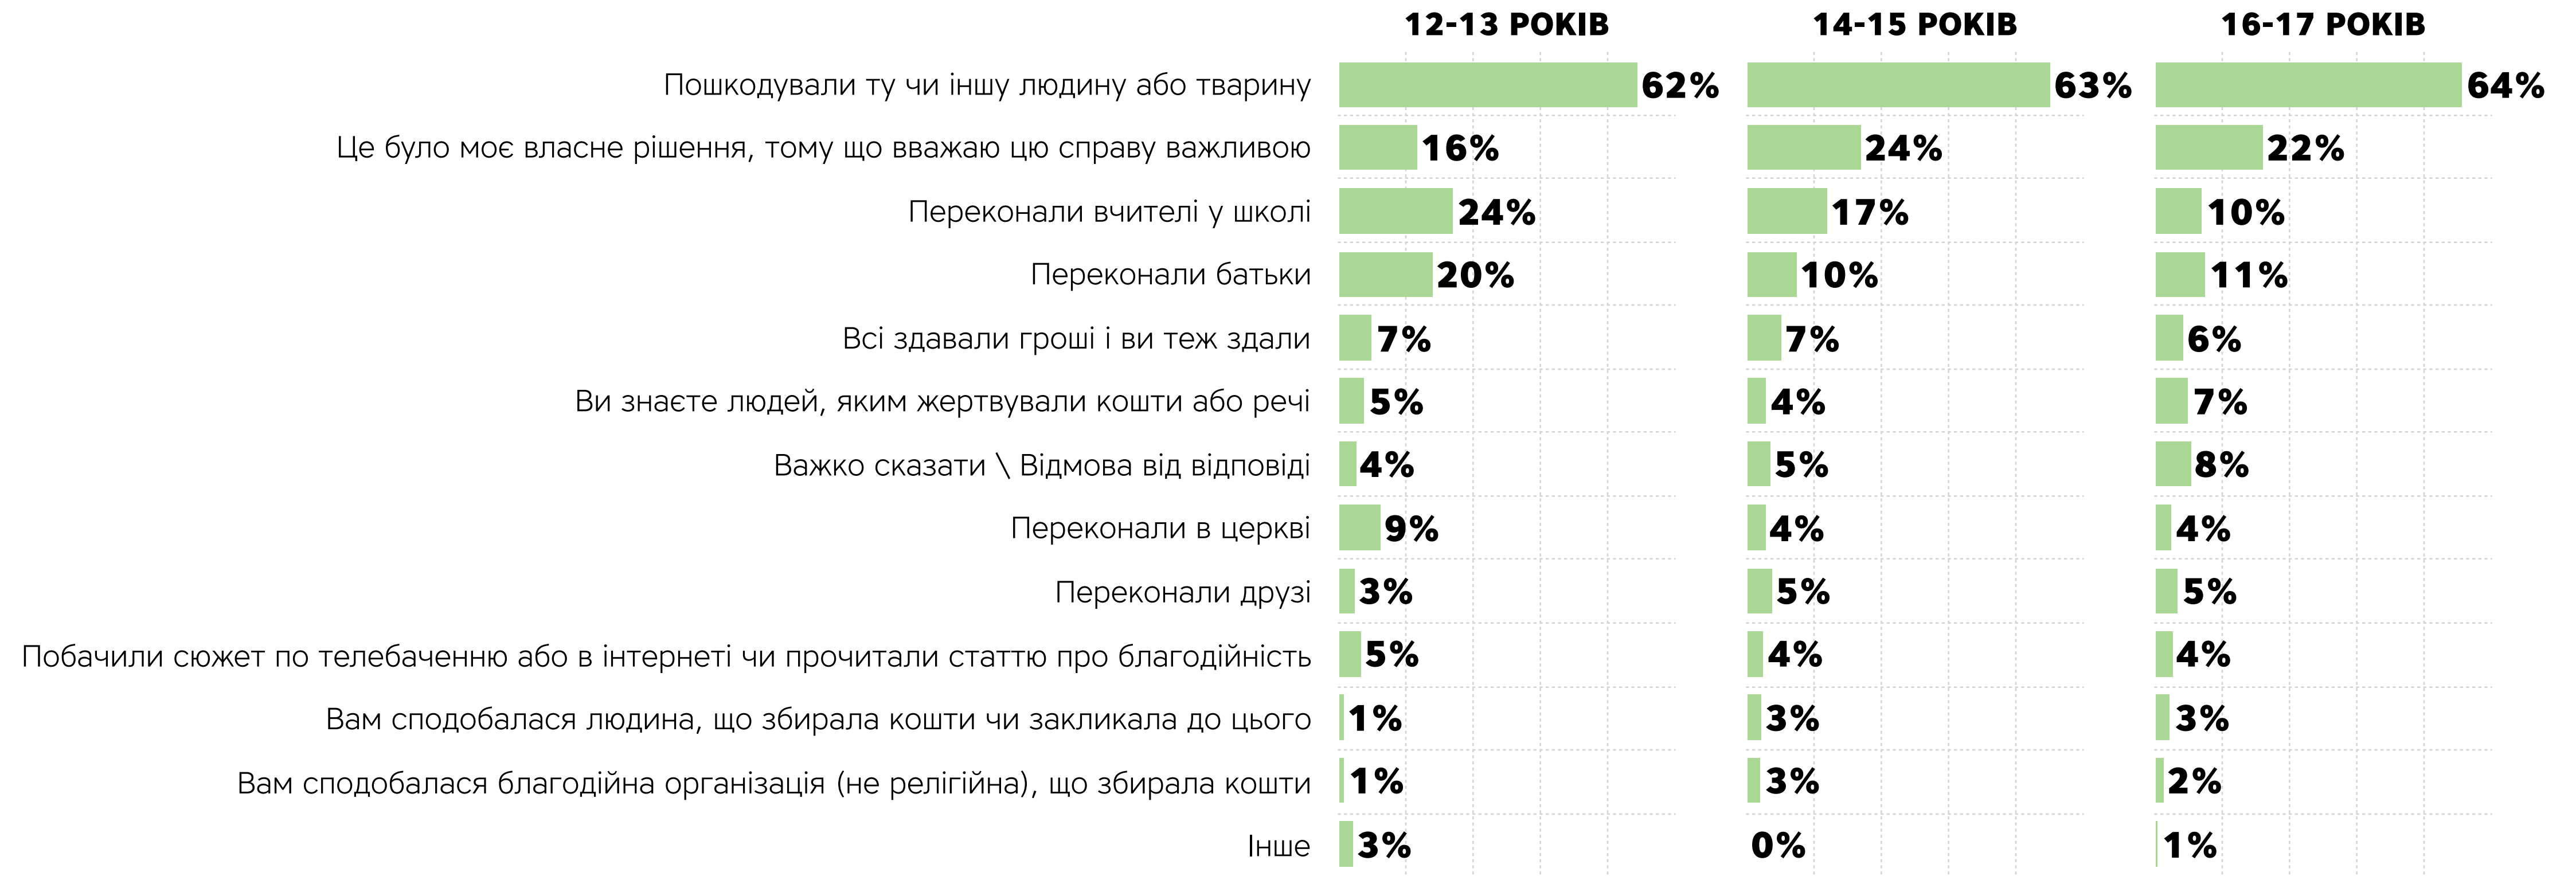 12-13 РОКІВ 14-15 РОКІВ 16-17 РОКІВ
Пошкодували ту чи іншу людину або тварину 62% 63% 64%
Це було моє власне рішення, тому що вважаю цю справу важливою 16% 24% 22%
Переконали вчителі у школі 24% 17% 10%
Переконали батьки 20% 10% 11%
Всі здавали гроші і ви теж здали 7% 7% 6%
Ви знаєте людей, яким жертвували кошти або речі 5% 4% 7%
Важко сказати \ Відмова від відповіді 4% 5% 8%
Переконали в церкві 9% 4% 4%
Переконали друзі 3% 5% 5%
Побачили сюжет по телебаченню або в інтернеті чи прочитали статтю про благодійність 5% 4% 4%
Вам сподобалася людина, що збирала кошти чи закликала до цього 1% 3% 3%
Вам сподобалася благодійна організація (не релігійна), що збирала кошти 1% 3% 2%
Інше 3% 0% 1%